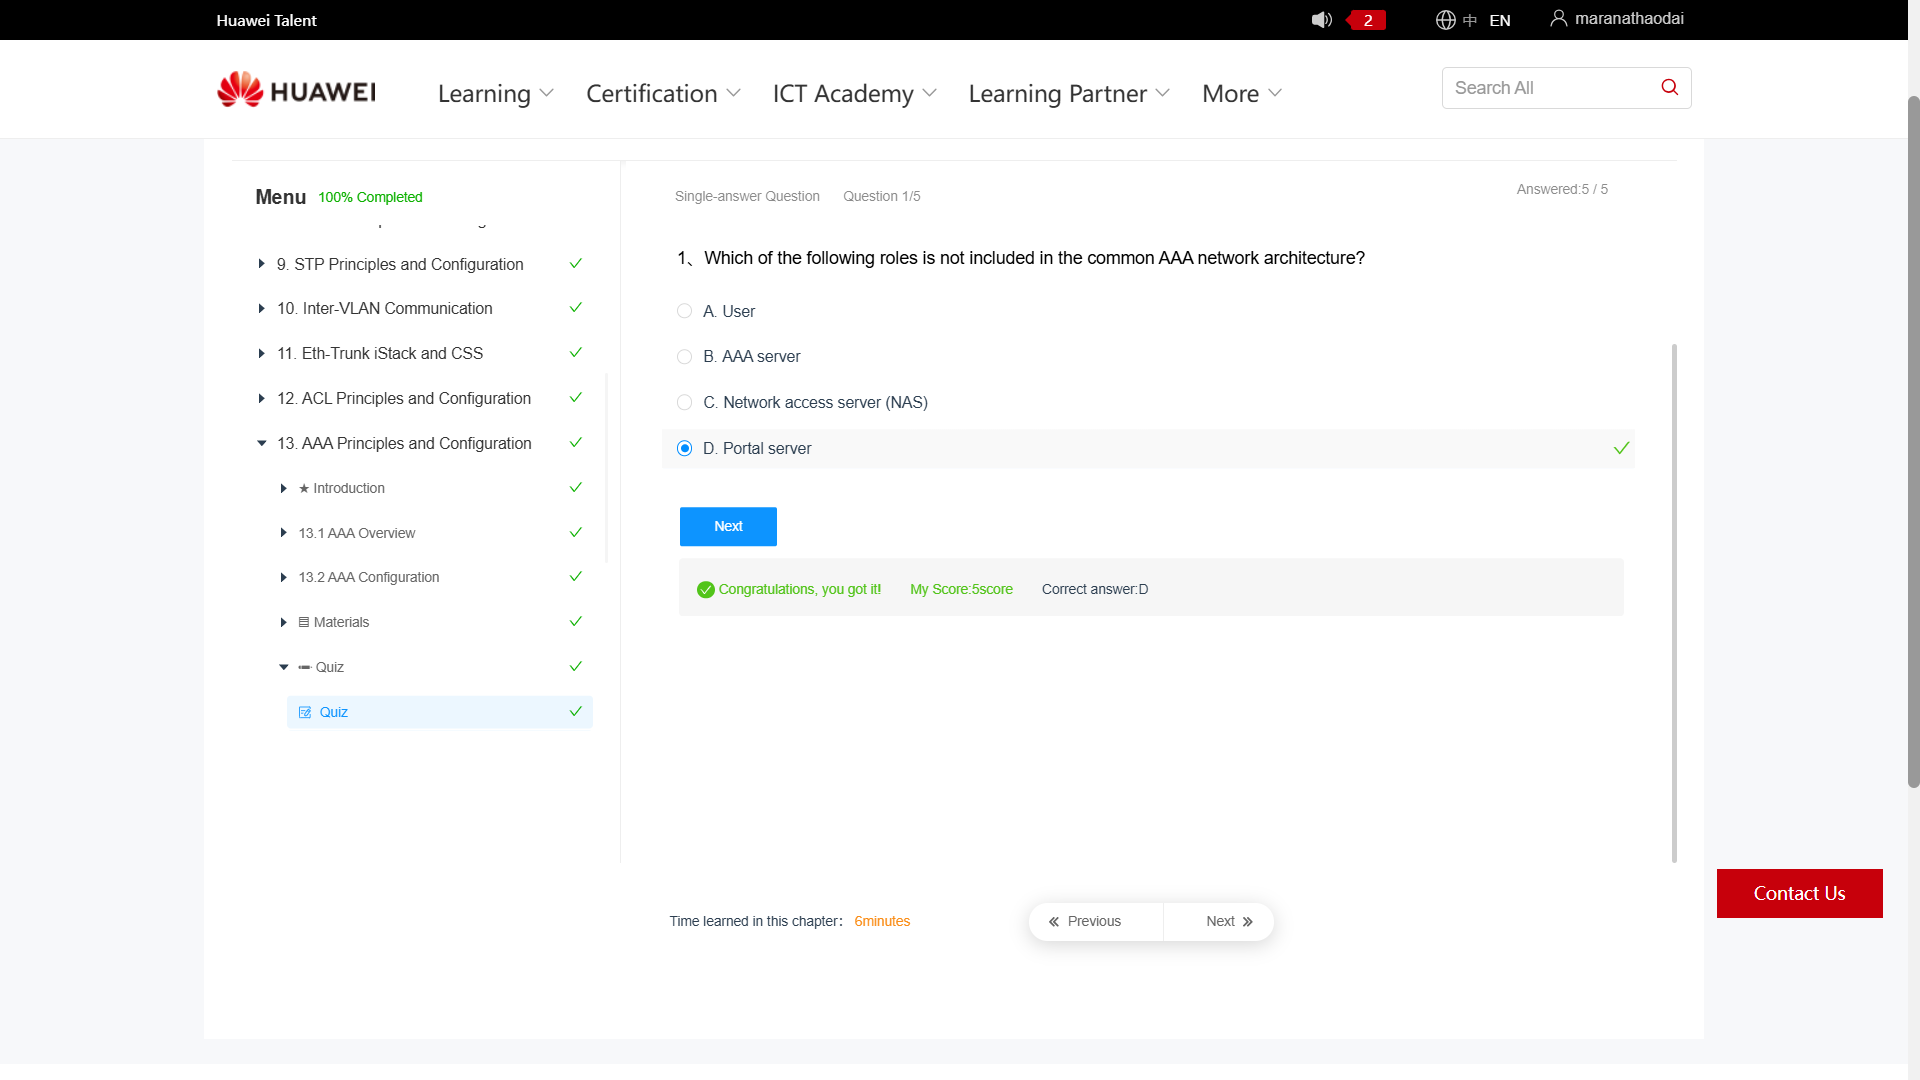 Huawei Talent
2
中 EN
maranathaodai
HUAWEI
Learning
Certification
ICT Academy
Learning Partner
More
Search All
Menu 100% Completed
9. STP Principles and Configuration
10. Inter-VLAN Communication
11. Eth-Trunk iStack and CSS
12. ACL Principles and Configuration
13. AAA Principles and Configuration
★ Introduction
13.1 AAA Overview
13.2 AAA Configuration
Materials
Quiz
Quiz
Single-answer Question Question 1/5
Answered:5 / 5
1、Which of the following roles is not included in the common AAA network architecture?
A. User
B. AAA server
C. Network access server (NAS)
D. Portal server
Next
Congratulations, you got it! My Score:5score Correct answer:D
Time learned in this chapter： 6minutes
« Previous
Next »
Contact Us